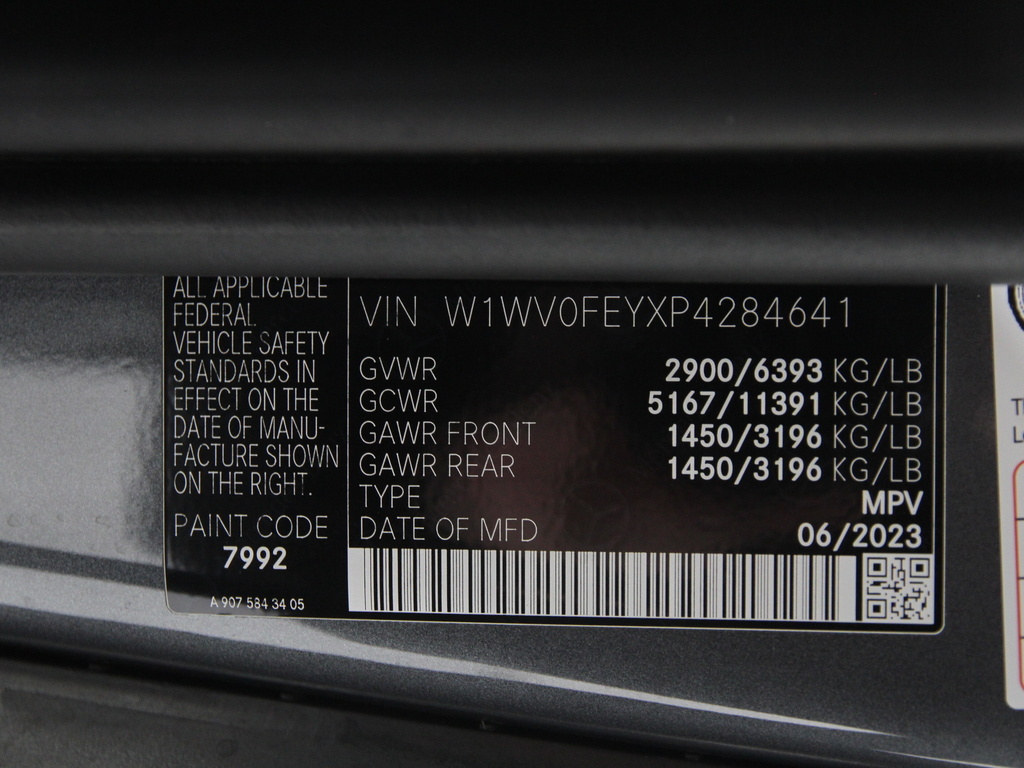 ALL APPLICABLE
FEDERAL
VEHICLE SAFETY
STANDARDS IN
EFFECT ON THE
DATE OF MANU-
FACTURE SHOWN
ON THE RIGHT.
PAINT CODE
7992
A 907 584 34 05
VIN W1WV0FEYXP4284641
GVWR 2900/6393 KG/LB
GCWR 5167/11391 KG/LB
GAWR FRONT 1450/3196 KG/LB
GAWR REAR 1450/3196 KG/LB
TYPE MPV
DATE OF MFD 06/2023